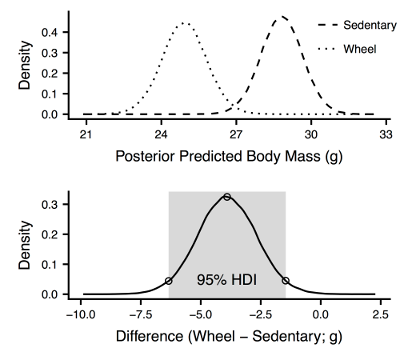 Density
0.4
0.3
0.2
0.1
0.0
Sedentary
Wheel
21 24 27 30 33
Posterior Predicted Body Mass (g)
Density
0.3
0.2
0.1
0.0
95% HDI
−10.0 −7.5 −5.0 −2.5 0.0 2.5
Difference (Wheel − Sedentary; g)